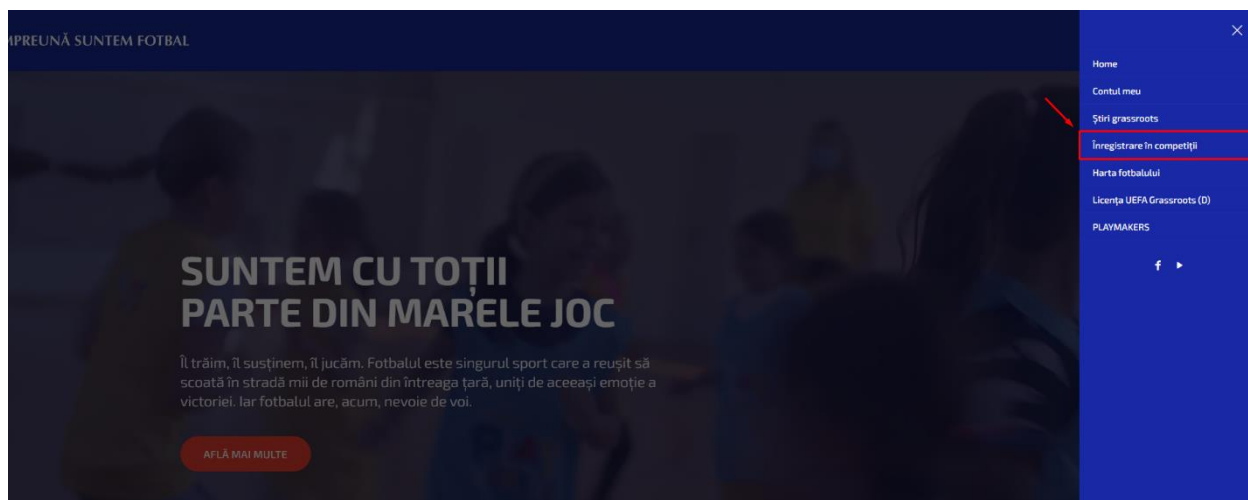 ÎMPREUNĂ SUNTEM FOTBAL
Home
Contul meu
Știri grassroots
Înregistrare în competiții
Harta fotbalului
Licența UEFA Grassroots (D)
PLAYMAKERS
SUNTEM CU TOȚII
PARTE DIN MARELE JOC
Îl trăim, îl susținem, îl jucăm. Fotbalul este singurul sport care a reușit să
scoată în stradă mii de români din întreaga țară, uniți de aceeași emoție a
victoriei. Iar fotbalul are, acum, nevoie de voi.
AFLĂ MAI MULTE